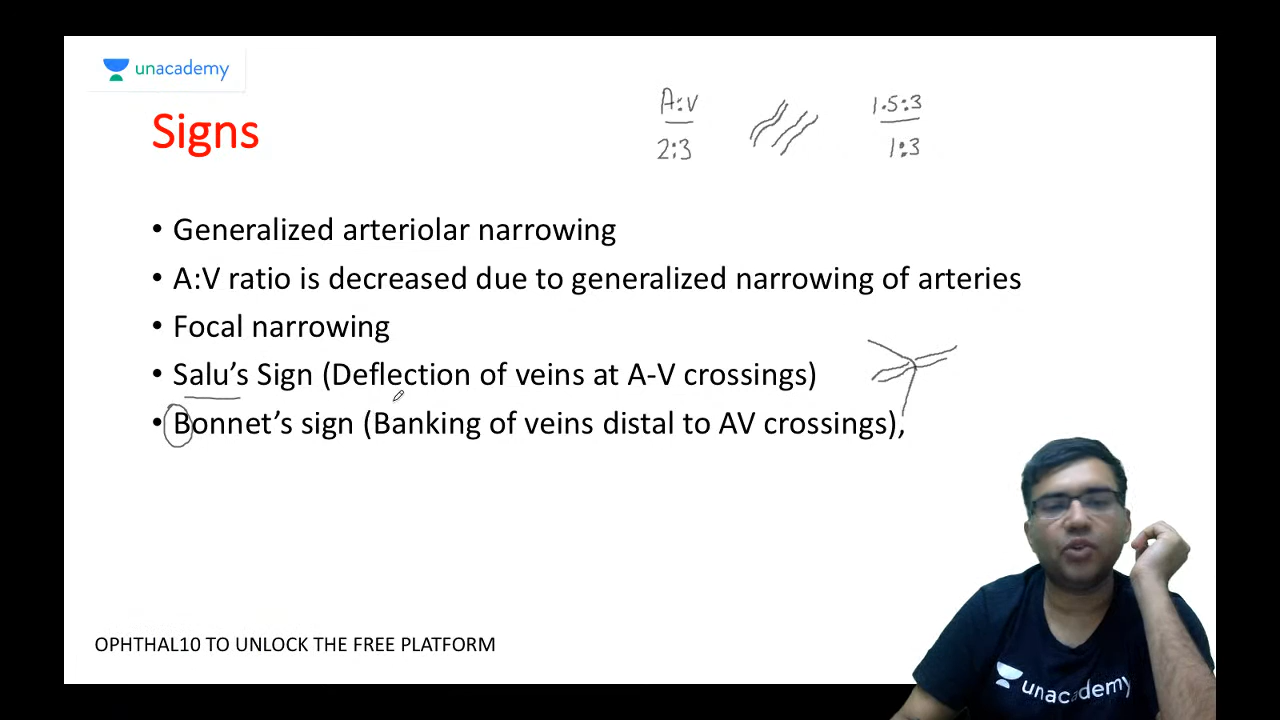 unacademy
A:V
1.5:3
Signs
2:3
1:3
• Generalized arteriolar narrowing
• A:V ratio is decreased due to generalized narrowing of arteries
• Focal narrowing
• Salu's Sign (Deflection of veins at A-V crossings)
• Bonnet's sign (Banking of veins distal to AV crossings),
OPHTHAL10 TO UNLOCK THE FREE PLATFORM
unacademy